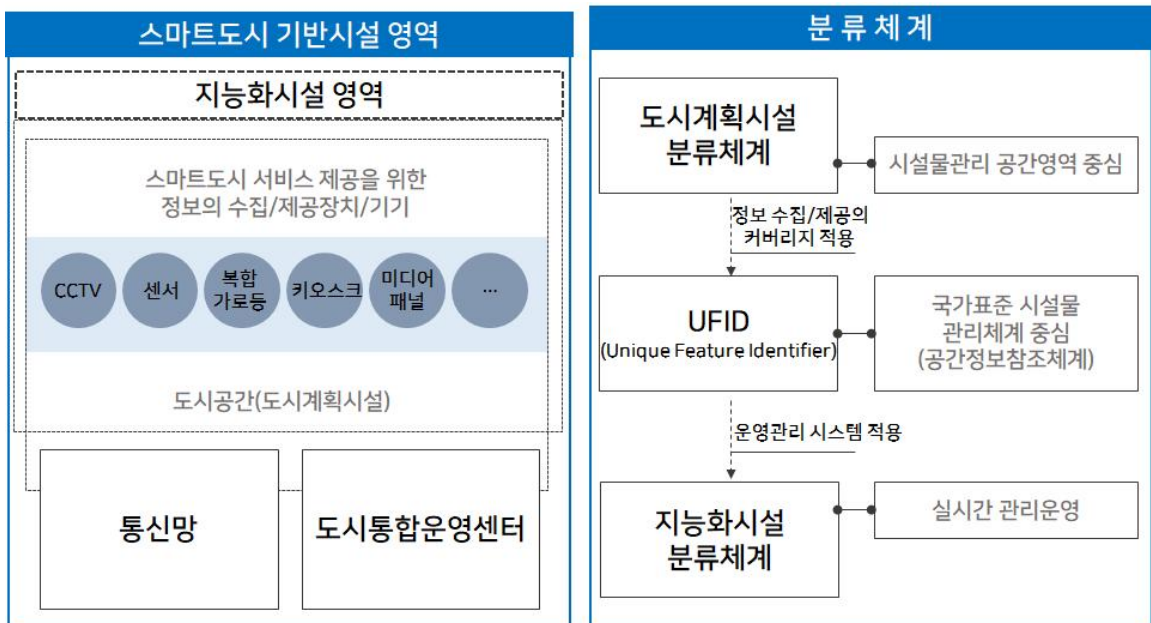 스마트도시 기반시설 영역
지능화시설 영역
스마트도시 서비스 제공을 위한
정보의 수집/제공장치/기기
CCTV
센서
복합
가로등
키오스크
미디어
패널
...
도시공간(도시계획시설)
통신망
도시통합운영센터
분 류 체 계
도시계획시설
분류체계
시설물관리 공간영역 중심
정보 수집/제공의
커버리지 적용
UFID
(Unique Feature Identifier)
국가표준 시설물
관리체계 중심
(공간정보참조체계)
운영관리 시스템 적용
지능화시설
분류체계
실시간 관리운영